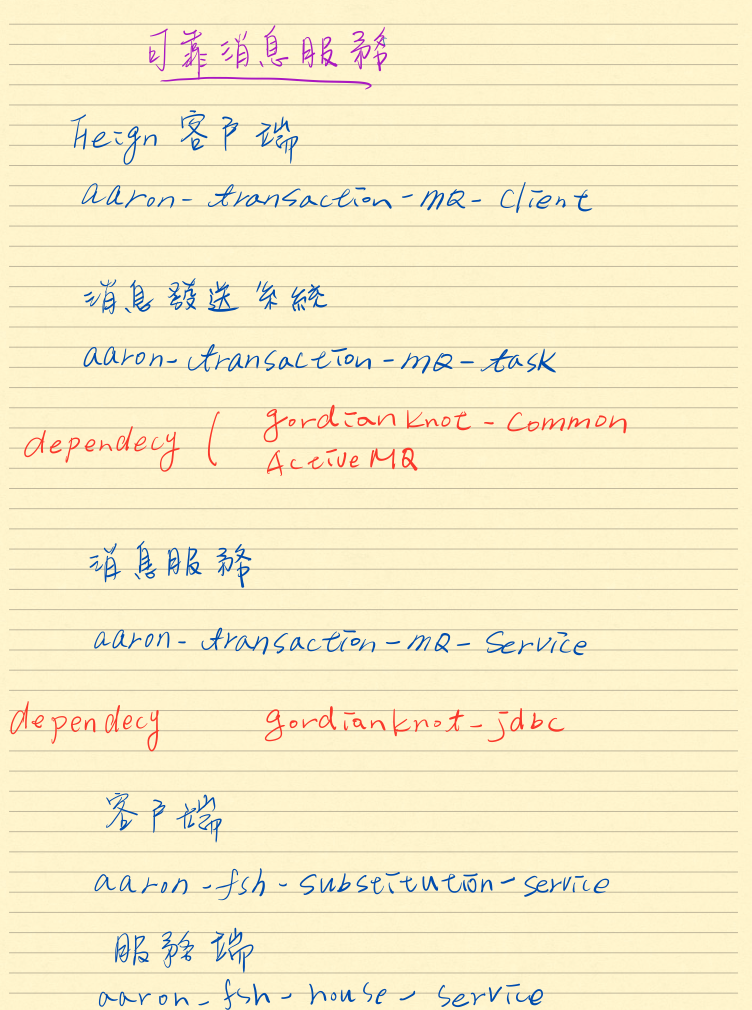 可靠消息服務
Feign 客戶端
aaron-transaction-MQ-Client
消息發送系統
aaron-transaction-MQ-task
dependecy ( gordianknot-Common
ActiveMQ
消息服務
aaron-transaction-MQ-Service
dependecy gordianknot-jdbc
客戶端
aaron-fsh-substitution-service
服務端
aaron-fsh-house-service